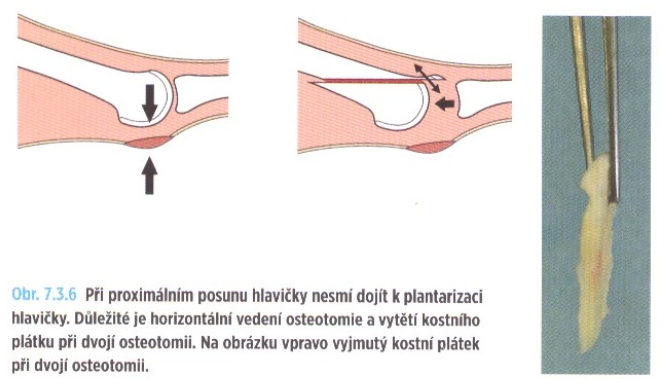 Obr. 7.3.6 Při proximálním posunu hlavičky nesmí dojít k plantarizaci
hlavičky. Důležité je horizontální vedení osteotomie a vytětí kostního
plátku při dvojí osteotomii. Na obrázku vpravo vyjmutý kostní plátek
při dvojí osteotomii.